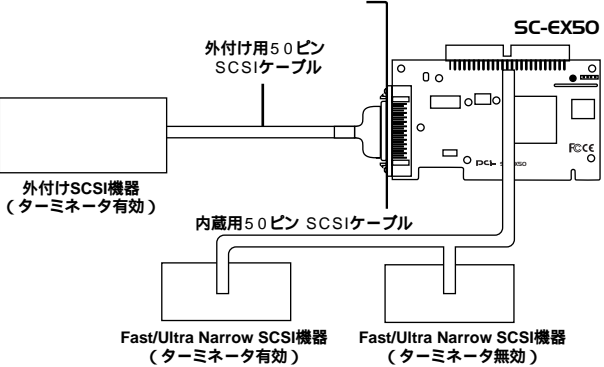 SC-EX50
外付け用５０ピン
SCSIケーブル
外付けSCSI機器
（ターミネータ有効）
FCCE
内蔵用５０ピン SCSIケーブル
Fast/Ultra Narrow SCSI機器
（ターミネータ有効）
Fast/Ultra Narrow SCSI機器
（ターミネータ無効）